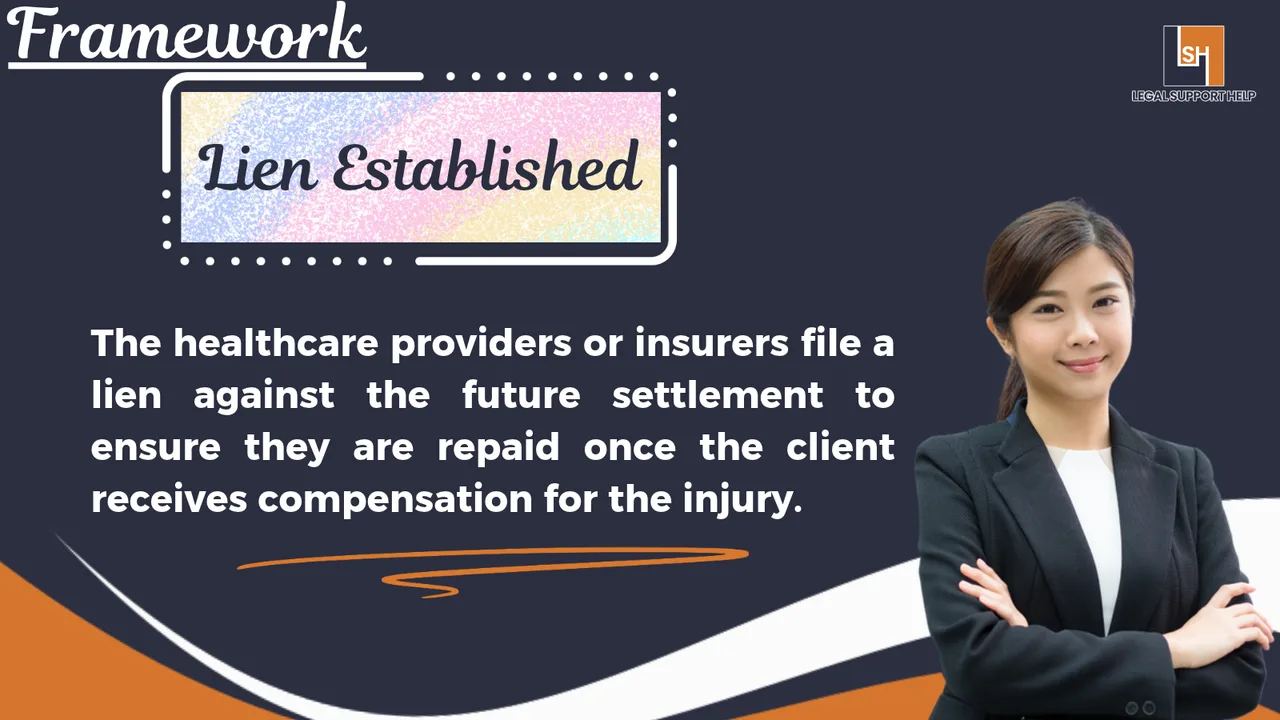 Framework
SH
LEGAL SUPPORT HELP
Lien Established
The healthcare providers or insurers file a
lien against the future settlement to
ensure they are repaid once the client
receives compensation for the injury.